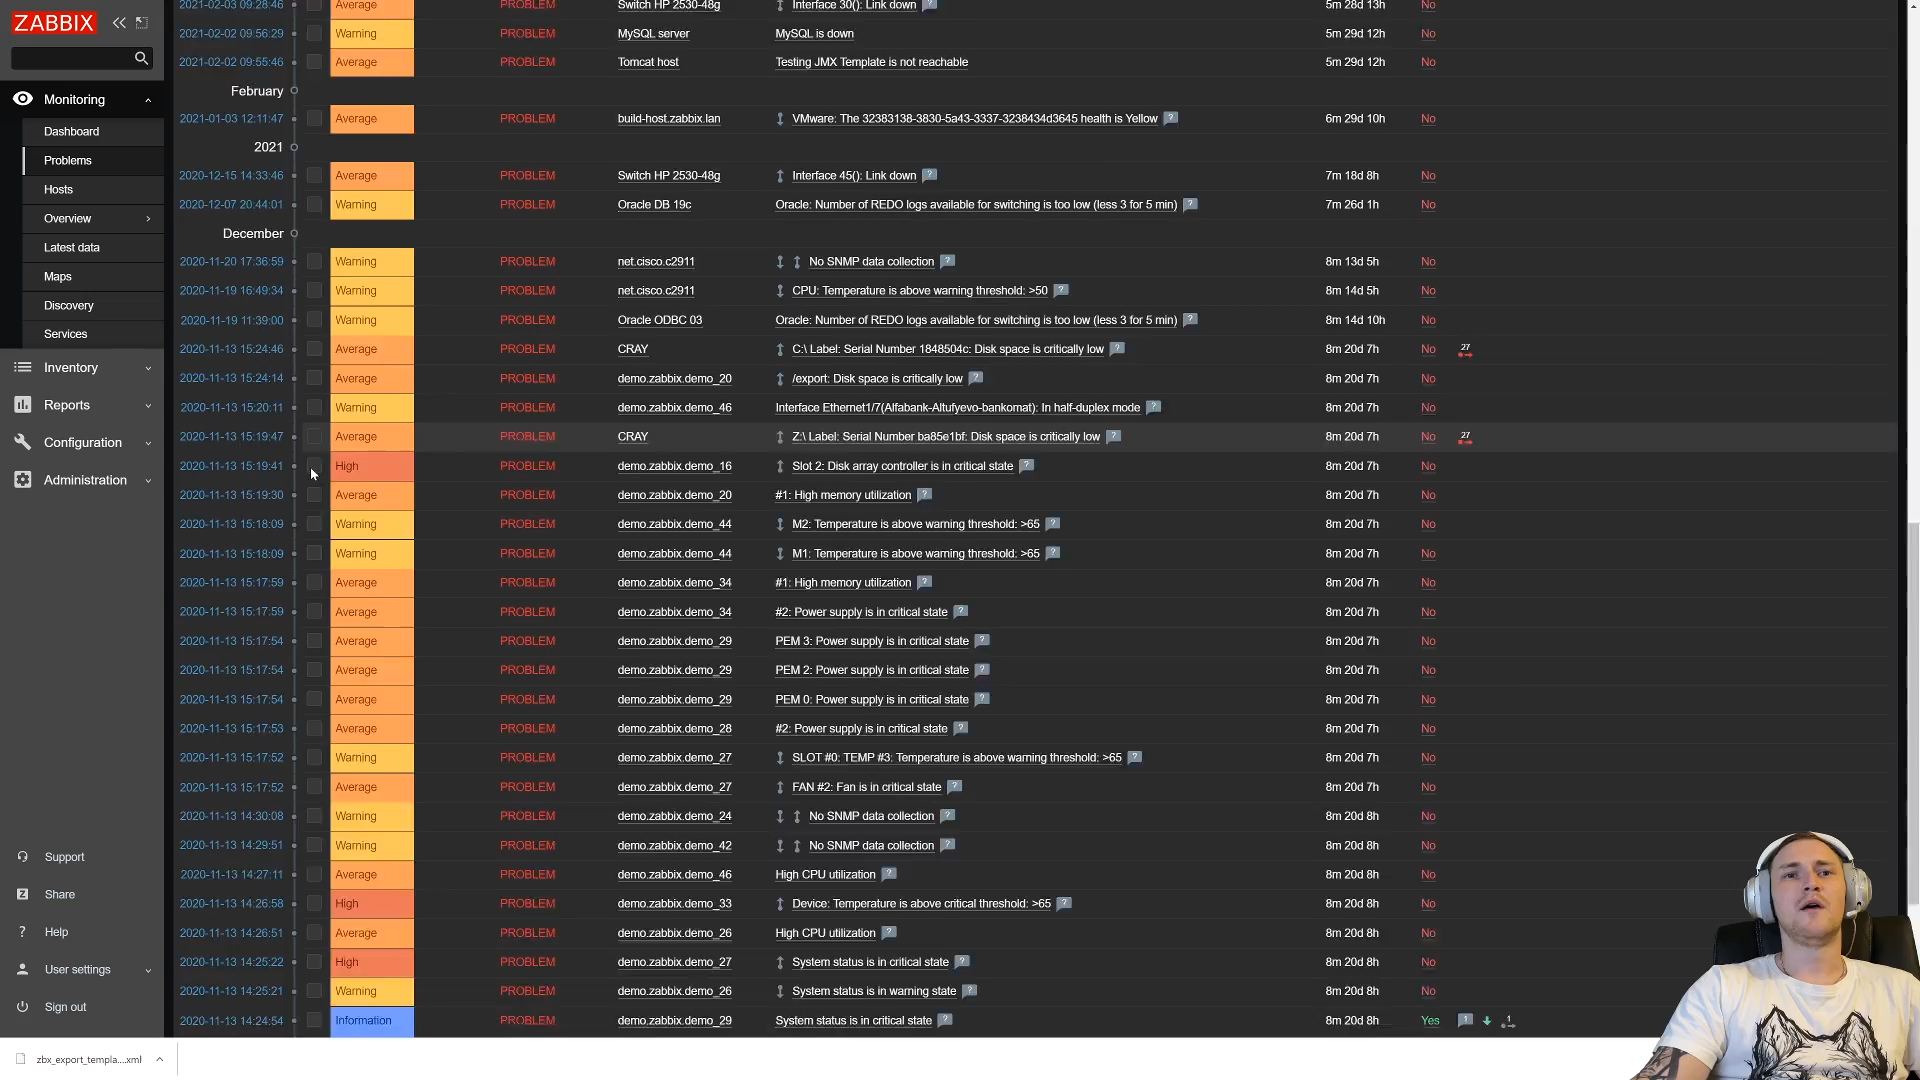 ZABBIX
Monitoring
Dashboard
Problems
Hosts
Overview
Latest data
Maps
Discovery
Services
Inventory
Reports
Configuration
Administration
Support
Share
Help
User settings
Sign out
2021-02-03 09:28:46 Average PROBLEM Switch HP 2530-48g Interface 30(): Link down ? 5m 28d 13h No
2021-02-02 09:56:29 Warning PROBLEM MySQL server MySQL is down 5m 29d 12h No
2021-02-02 09:55:46 Average PROBLEM Tomcat host Testing JMX Template is not reachable 5m 29d 12h No
February
2021-01-03 12:11:47 Average PROBLEM build-host.zabbix.lan VMware: The 32383138-3830-5a43-3337-3238434d3645 health is Yellow ? 6m 29d 10h No
2021
2020-12-15 14:33:46 Average PROBLEM Switch HP 2530-48g Interface 45(): Link down ? 7m 18d 8h No
2020-12-07 20:44:01 Warning PROBLEM Oracle DB 19c Oracle: Number of REDO logs available for switching is too low (less 3 for 5 min) ? 7m 26d 1h No
December
2020-11-20 17:36:59 Warning PROBLEM net.cisco.c2911 No SNMP data collection ? 8m 13d 5h No
2020-11-19 16:49:34 Warning PROBLEM net.cisco.c2911 CPU: Temperature is above warning threshold: >50 ? 8m 14d 5h No
2020-11-19 11:39:00 Warning PROBLEM Oracle ODBC 03 Oracle: Number of REDO logs available for switching is too low (less 3 for 5 min) ? 8m 14d 10h No
2020-11-13 15:24:46 Average PROBLEM CRAY C:\ Label: Serial Number 1848504c: Disk space is critically low ? 8m 20d 7h No 27
2020-11-13 15:24:14 Average PROBLEM demo.zabbix.demo_20 /export: Disk space is critically low ? 8m 20d 7h No
2020-11-13 15:20:11 Warning PROBLEM demo.zabbix.demo_46 Interface Ethernet1/7(Alfabank-Altufyevo-bankomat): In half-duplex mode ? 8m 20d 7h No
2020-11-13 15:19:47 Average PROBLEM CRAY Z:\ Label: Serial Number ba85e1bf: Disk space is critically low ? 8m 20d 7h No 27
2020-11-13 15:19:41 High PROBLEM demo.zabbix.demo_16 Slot 2: Disk array controller is in critical state ? 8m 20d 7h No
2020-11-13 15:19:30 Average PROBLEM demo.zabbix.demo_20 #1: High memory utilization ? 8m 20d 7h No
2020-11-13 15:18:09 Warning PROBLEM demo.zabbix.demo_44 M2: Temperature is above warning threshold: >65 ? 8m 20d 7h No
2020-11-13 15:18:09 Warning PROBLEM demo.zabbix.demo_44 M1: Temperature is above warning threshold: >65 ? 8m 20d 7h No
2020-11-13 15:17:59 Average PROBLEM demo.zabbix.demo_34 #1: High memory utilization ? 8m 20d 7h No
2020-11-13 15:17:59 Average PROBLEM demo.zabbix.demo_34 #2: Power supply is in critical state ? 8m 20d 7h No
2020-11-13 15:17:54 Average PROBLEM demo.zabbix.demo_29 PEM 3: Power supply is in critical state ? 8m 20d 7h No
2020-11-13 15:17:54 Average PROBLEM demo.zabbix.demo_29 PEM 2: Power supply is in critical state ? 8m 20d 7h No
2020-11-13 15:17:54 Average PROBLEM demo.zabbix.demo_29 PEM 0: Power supply is in critical state ? 8m 20d 7h No
2020-11-13 15:17:53 Average PROBLEM demo.zabbix.demo_28 #2: Power supply is in critical state ? 8m 20d 7h No
2020-11-13 15:17:52 Warning PROBLEM demo.zabbix.demo_27 SLOT #0: TEMP #3: Temperature is above warning threshold: >65 ? 8m 20d 7h No
2020-11-13 15:17:52 Average PROBLEM demo.zabbix.demo_27 FAN #2: Fan is in critical state ? 8m 20d 7h No
2020-11-13 14:30:08 Warning PROBLEM demo.zabbix.demo_24 No SNMP data collection ? 8m 20d 8h No
2020-11-13 14:29:51 Warning PROBLEM demo.zabbix.demo_42 No SNMP data collection ? 8m 20d 8h No
2020-11-13 14:27:11 Average PROBLEM demo.zabbix.demo_46 High CPU utilization ? 8m 20d 8h No
2020-11-13 14:26:58 High PROBLEM demo.zabbix.demo_33 Device: Temperature is above critical threshold: >65 ? 8m 20d 8h No
2020-11-13 14:26:51 Average PROBLEM demo.zabbix.demo_26 High CPU utilization ? 8m 20d 8h No
2020-11-13 14:25:22 High PROBLEM demo.zabbix.demo_27 System status is in critical state ? 8m 20d 8h No
2020-11-13 14:25:21 Warning PROBLEM demo.zabbix.demo_26 System status is in warning state ? 8m 20d 8h No
2020-11-13 14:24:54 Information PROBLEM demo.zabbix.demo_29 System status is in critical state ? 8m 20d 8h Yes 1 1
zbx_export_templa....xml